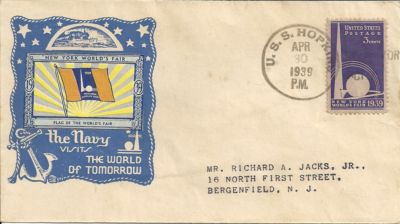 NEW YORK WORLD'S FAIR
FLAG OF THE WORLD'S FAIR
the Navy
VISITS
THE WORLD
OF TOMORROW
U.S.S. HOPKINS
APR
30
1939
P.M.
UNITED STATES
POSTAGE
3 CENTS
NEW YORK
WORLD'S FAIR 1939
MR. RICHARD A. JACKS, JR.,
16 NORTH FIRST STREET,
BERGENFIELD, N. J.